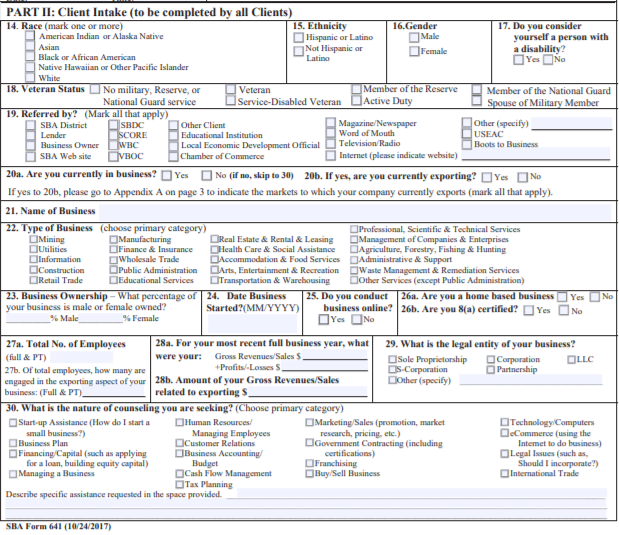 PART II: Client Intake (to be completed by all Clients)
14. Race (mark one or more)
American Indian or Alaska Native
Asian
Black or African American
Native Hawaiian or Other Pacific Islander
White
15. Ethnicity
Hispanic or Latino
Not Hispanic or
Latino
16.Gender
Male
Female
17. Do you consider
yourself a person with
a disability?
Yes No
18. Veteran Status No military, Reserve, or
National Guard service
Veteran
Service-Disabled Veteran
Member of the Reserve
Active Duty
Member of the National Guard
Spouse of Military Member
19. Referred by? (Mark all that apply)
SBA District
Lender
Business Owner
SBA Web site
SBDC
SCORE
WBC
VBOC
Other Client
Educational Institution
Local Economic Development Official
Chamber of Commerce
Magazine/Newspaper
Word of Mouth
Television/Radio
Internet (please indicate website)
Other (specify)
USEAC
Boots to Business
20a. Are you currently in business? Yes No (if no, skip to 30) 20b. If yes, are you currently exporting? Yes No
If yes to 20b, please go to Appendix A on page 3 to indicate the markets to which your company currently exports (mark all that apply).
21. Name of Business
22. Type of Business (choose primary category)
Mining
Utilities
Information
Construction
Retail Trade
Manufacturing
Finance & Insurance
Wholesale Trade
Public Administration
Educational Services
Real Estate & Rental & Leasing
Health Care & Social Assistance
Accommodation & Food Services
Arts, Entertainment & Recreation
Transportation & Warehousing
Professional, Scientific & Technical Services
Management of Companies & Enterprises
Agriculture, Forestry, Fishing & Hunting
Administrative & Support
Waste Management & Remediation Services
Other Services (except Public Administration)
23. Business Ownership – What percentage of
your business is male or female owned?
% Male % Female
24. Date Business
Started?(MM/YYYY)
25. Do you conduct
business online?
Yes No
26a. Are you a home based business Yes No
26b. Are you 8(a) certified? Yes No
27a. Total No. of Employees
(full & PT)
27b. Of total employees, how many are
engaged in the exporting aspect of your
business: (Full & PT)
28a. For your most recent full business year, what
were your: Gross Revenues/Sales $
+Profits/-Losses $
28b. Amount of your Gross Revenues/Sales
related to exporting $
29. What is the legal entity of your business?
Sole Proprietorship
S-Corporation
Other (specify)
Corporation
Partnership
LLC
30. What is the nature of counseling you are seeking? (Choose primary category)
Start-up Assistance (How do I start a
small business?)
Business Plan
Financing/Capital (such as applying
for a loan, building equity capital)
Managing a Business
Human Resources/
Managing Employees
Customer Relations
Business Accounting/
Budget
Cash Flow Management
Tax Planning
Marketing/Sales (promotion, market
research, pricing, etc.)
Government Contracting (including
certifications)
Franchising
Buy/Sell Business
Technology/Computers
eCommerce (using the
Internet to do business)
Legal Issues (such as,
Should I incorporate?)
International Trade
Describe specific assistance requested in the space provided.
SBA Form 641 (10/24/2017)